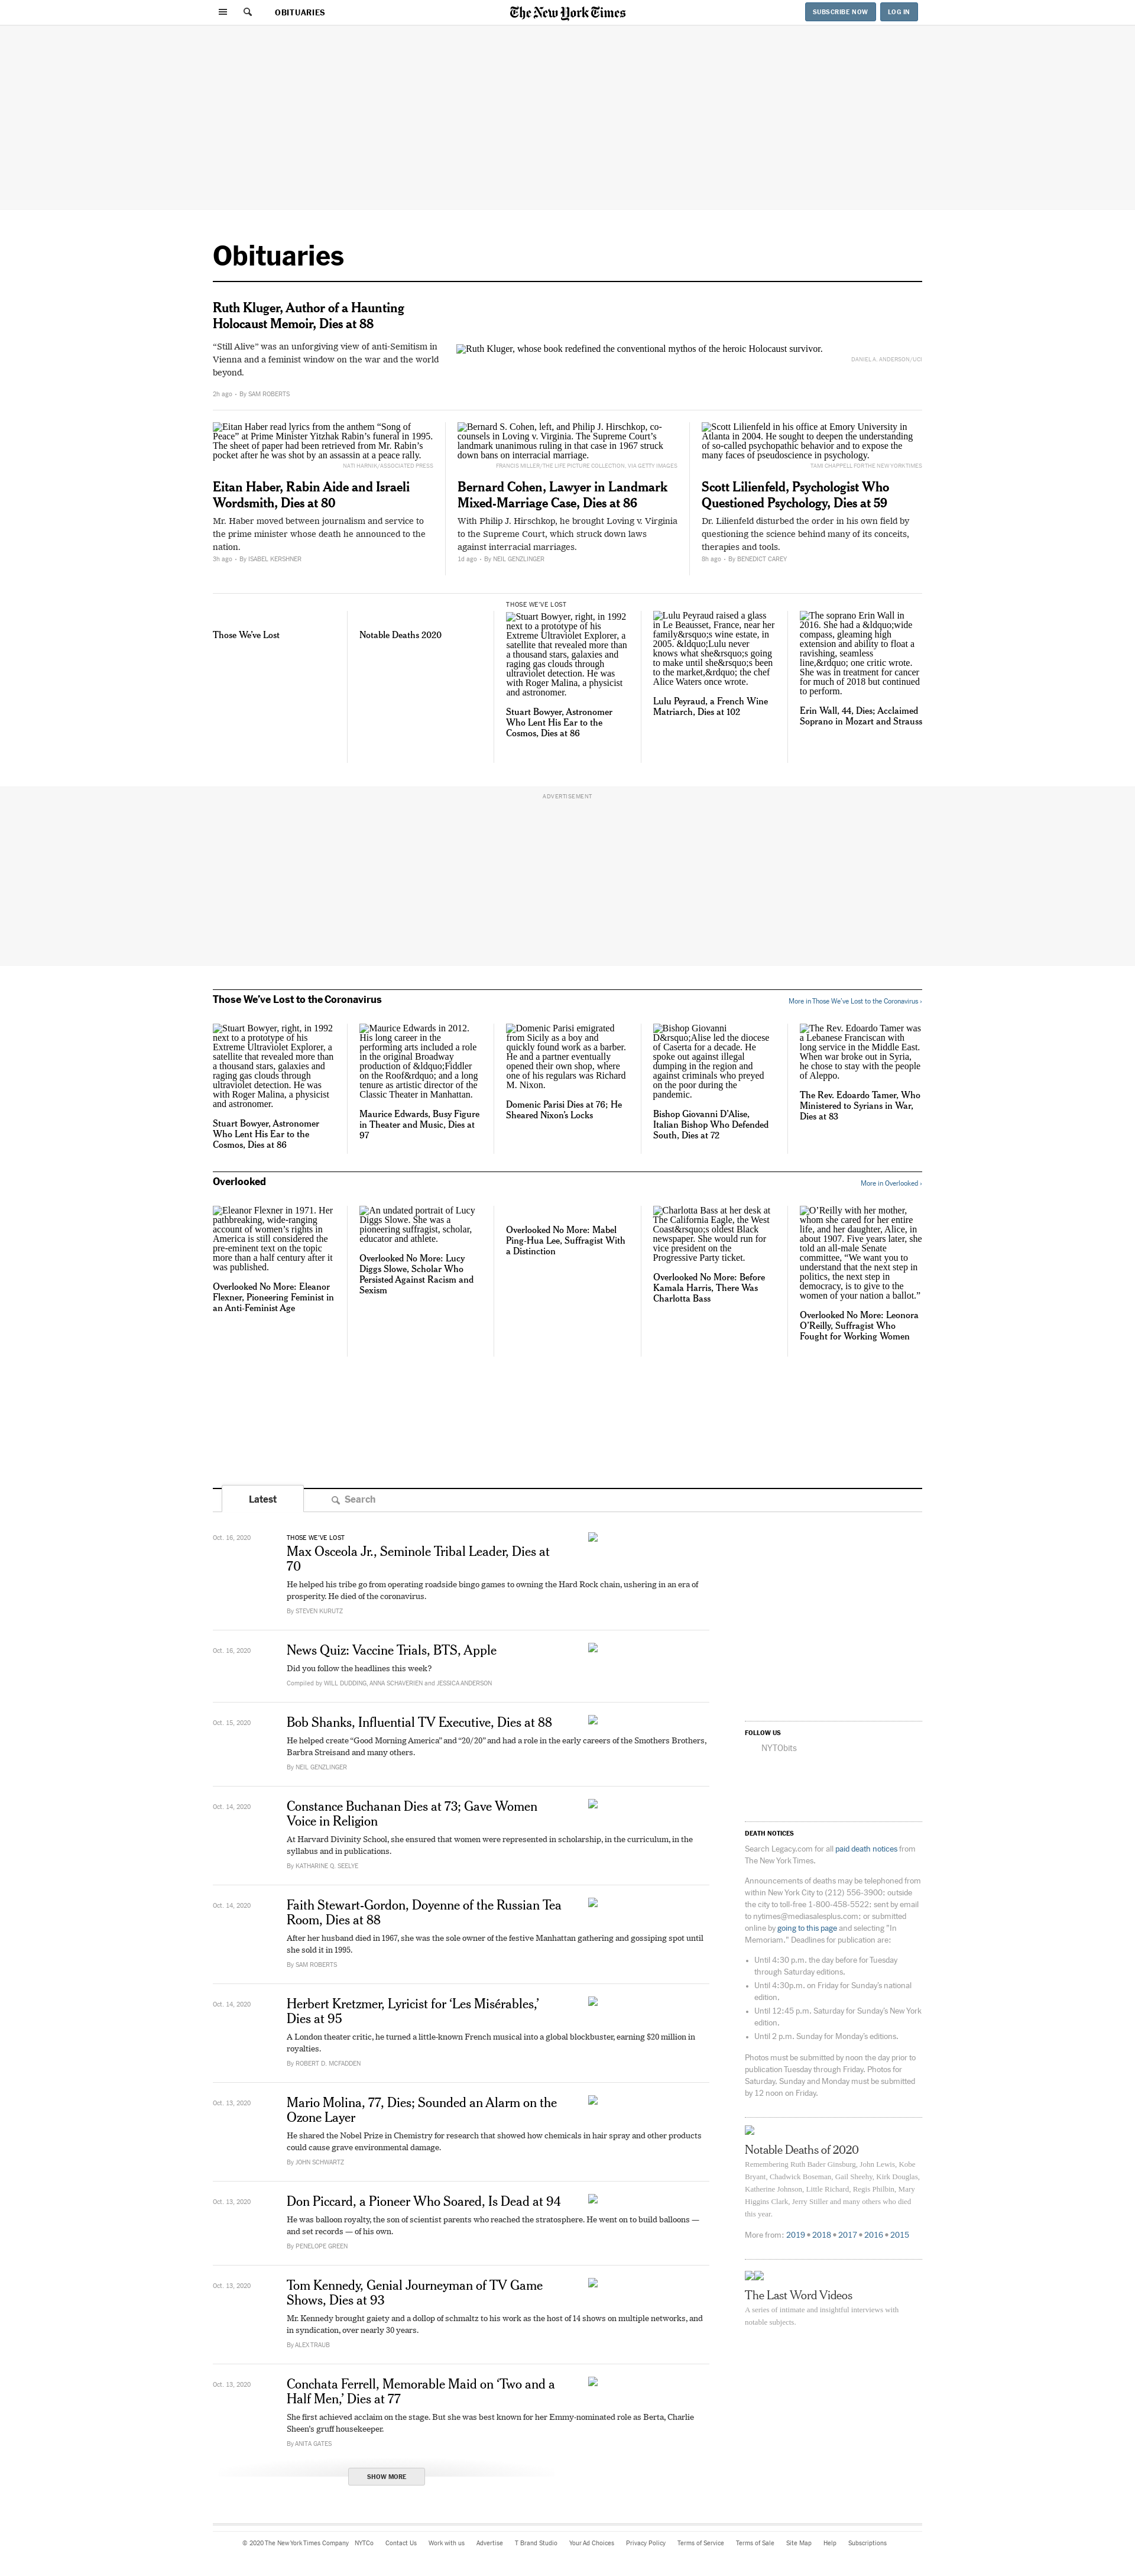 OBITUARIES
The New York Times
SUBSCRIBE NOW
LOG IN
Obituaries
Ruth Kluger, Author of a Haunting
Holocaust Memoir, Dies at 88
“Still Alive” was an unforgiving view of anti-Semitism in
Vienna and a feminist window on the war and the world
beyond.
2h ago - By SAM ROBERTS
Ruth Kluger, whose book redefined the conventional mythos of the heroic Holocaust survivor.
DANIEL A. ANDERSON/UCI
Eitan Haber read lyrics from the anthem “Song of
Peace” at Prime Minister Yitzhak Rabin’s funeral in 1995.
The sheet of paper had been retrieved from Mr. Rabin’s
pocket after he was shot by an assassin at a peace rally.
NATI HARNIK/ASSOCIATED PRESS
Eitan Haber, Rabin Aide and Israeli
Wordsmith, Dies at 80
Mr. Haber moved between journalism and service to
the prime minister whose death he announced to the
nation.
3h ago - By ISABEL KERSHNER
Bernard S. Cohen, left, and Philip J. Hirschkop, co-
counsels in Loving v. Virginia. The Supreme Court’s
landmark unanimous ruling in that case in 1967 struck
down bans on interracial marriage.
FRANCIS MILLER/THE LIFE PICTURE COLLECTION, VIA GETTY IMAGES
Bernard Cohen, Lawyer in Landmark
Mixed-Marriage Case, Dies at 86
With Philip J. Hirschkop, he brought Loving v. Virginia
to the Supreme Court, which struck down laws
against interracial marriages.
1d ago - By NEIL GENZLINGER
Scott Lilienfeld in his office at Emory University in
Atlanta in 2004. He sought to deepen the understanding
of so-called psychopathic behavior and to expose the
many faces of pseudoscience in psychology.
TAMI CHAPPELL FOR THE NEW YORK TIMES
Scott Lilienfeld, Psychologist Who
Questioned Psychology, Dies at 59
Dr. Lilienfeld disturbed the order in his own field by
questioning the science behind many of its conceits,
therapies and tools.
8h ago - By BENEDICT CAREY
Those We’ve Lost
Notable Deaths 2020
THOSE WE’VE LOST
Stuart Bowyer, right, in 1992
next to a prototype of his
Extreme Ultraviolet Explorer, a
satellite that revealed more than
a thousand stars, galaxies and
raging gas clouds through
ultraviolet detection. He was
with Roger Malina, a physicist
and astronomer.
Stuart Bowyer, Astronomer
Who Lent His Ear to the
Cosmos, Dies at 86
Lulu Peyraud raised a glass
in Le Beausset, France, near her
family&rsquo;s wine estate, in
2005. &ldquo;Lulu never
knows what she&rsquo;s going
to make until she&rsquo;s been
to the market,&rdquo; the chef
Alice Waters once wrote.
Lulu Peyraud, a French Wine
Matriarch, Dies at 102
The soprano Erin Wall in
2016. She had a &ldquo;wide
compass, gleaming high
extension and ability to float a
ravishing, seamless
line,&rdquo; one critic wrote.
She was in treatment for cancer
for much of 2018 but continued
to perform.
Erin Wall, 44, Dies; Acclaimed
Soprano in Mozart and Strauss
ADVERTISEMENT
Those We’ve Lost to the Coronavirus
More in Those We’ve Lost to the Coronavirus ›
Stuart Bowyer, right, in 1992
next to a prototype of his
Extreme Ultraviolet Explorer, a
satellite that revealed more than
a thousand stars, galaxies and
raging gas clouds through
ultraviolet detection. He was
with Roger Malina, a physicist
and astronomer.
Stuart Bowyer, Astronomer
Who Lent His Ear to the
Cosmos, Dies at 86
Maurice Edwards in 2012.
His long career in the
performing arts included a role
in the original Broadway
production of &ldquo;Fiddler
on the Roof&rdquo; and a long
tenure as artistic director of the
Classic Theater in Manhattan.
Maurice Edwards, Busy Figure
in Theater and Music, Dies at
97
Domenic Parisi emigrated
from Sicily as a boy and
quickly found work as a barber.
He and a partner eventually
opened their own shop, where
one of his regulars was Richard
M. Nixon.
Domenic Parisi Dies at 76; He
Sheared Nixon’s Locks
Bishop Giovanni
D&rsquo;Alise led the diocese
of Caserta for a decade. He
spoke out against illegal
dumping in the region and
against criminals who preyed
on the poor during the
pandemic.
Bishop Giovanni D’Alise,
Italian Bishop Who Defended
South, Dies at 72
The Rev. Edoardo Tamer was
a Lebanese Franciscan with
long service in the Middle East.
When war broke out in Syria,
he chose to stay with the people
of Aleppo.
The Rev. Edoardo Tamer, Who
Ministered to Syrians in War,
Dies at 83
Overlooked
More in Overlooked ›
Eleanor Flexner in 1971. Her
pathbreaking, wide-ranging
account of women’s rights in
America is still considered the
pre-eminent text on the topic
more than a half century after it
was published.
Overlooked No More: Eleanor
Flexner, Pioneering Feminist in
an Anti-Feminist Age
An undated portrait of Lucy
Diggs Slowe. She was a
pioneering suffragist, scholar,
educator and athlete.
Overlooked No More: Lucy
Diggs Slowe, Scholar Who
Persisted Against Racism and
Sexism
Overlooked No More: Mabel
Ping-Hua Lee, Suffragist With
a Distinction
Charlotta Bass at her desk at
The California Eagle, the West
Coast&rsquo;s oldest Black
newspaper. She would run for
vice president on the
Progressive Party ticket.
Overlooked No More: Before
Kamala Harris, There Was
Charlotta Bass
O’Reilly with her mother,
whom she cared for her entire
life, and her daughter, Alice, in
about 1907. Five years later, she
told an all-male Senate
committee, “We want you to
understand that the next step in
politics, the next step in
democracy, is to give to the
women of your nation a ballot.”
Overlooked No More: Leonora
O’Reilly, Suffragist Who
Fought for Working Women
Latest
Search
Oct. 16, 2020
THOSE WE’VE LOST
Max Osceola Jr., Seminole Tribal Leader, Dies at
70
He helped his tribe go from operating roadside bingo games to owning the Hard Rock chain, ushering in an era of
prosperity. He died of the coronavirus.
By STEVEN KURUTZ
Oct. 16, 2020
News Quiz: Vaccine Trials, BTS, Apple
Did you follow the headlines this week?
Compiled by WILL DUDDING, ANNA SCHAVERIEN and JESSICA ANDERSON
Oct. 15, 2020
Bob Shanks, Influential TV Executive, Dies at 88
He helped create “Good Morning America” and “20/20” and had a role in the early careers of the Smothers Brothers,
Barbra Streisand and many others.
By NEIL GENZLINGER
Oct. 14, 2020
Constance Buchanan Dies at 73; Gave Women
Voice in Religion
At Harvard Divinity School, she ensured that women were represented in scholarship, in the curriculum, in the
syllabus and in publications.
By KATHARINE Q. SEELYE
Oct. 14, 2020
Faith Stewart-Gordon, Doyenne of the Russian Tea
Room, Dies at 88
After her husband died in 1967, she was the sole owner of the festive Manhattan gathering and gossiping spot until
she sold it in 1995.
By SAM ROBERTS
Oct. 14, 2020
Herbert Kretzmer, Lyricist for ‘Les Misérables,’
Dies at 95
A London theater critic, he turned a little-known French musical into a global blockbuster, earning $20 million in
royalties.
By ROBERT D. MCFADDEN
Oct. 13, 2020
Mario Molina, 77, Dies; Sounded an Alarm on the
Ozone Layer
He shared the Nobel Prize in Chemistry for research that showed how chemicals in hair spray and other products
could cause grave environmental damage.
By JOHN SCHWARTZ
Oct. 13, 2020
Don Piccard, a Pioneer Who Soared, Is Dead at 94
He was balloon royalty, the son of scientist parents who reached the stratosphere. He went on to build balloons —
and set records — of his own.
By PENELOPE GREEN
Oct. 13, 2020
Tom Kennedy, Genial Journeyman of TV Game
Shows, Dies at 93
Mr. Kennedy brought gaiety and a dollop of schmaltz to his work as the host of 14 shows on multiple networks, and
in syndication, over nearly 30 years.
By ALEX TRAUB
Oct. 13, 2020
Conchata Ferrell, Memorable Maid on ‘Two and a
Half Men,’ Dies at 77
She first achieved acclaim on the stage. But she was best known for her Emmy-nominated role as Berta, Charlie
Sheen’s gruff housekeeper.
By ANITA GATES
SHOW MORE
FOLLOW US
NYTObits
DEATH NOTICES
Search Legacy.com for all paid death notices from
The New York Times.
Announcements of deaths may be telephoned from
within New York City to (212) 556-3900; outside
the city to toll-free 1-800-458-5522; sent by email
to nytimes@mediasalesplus.com; or submitted
online by going to this page and selecting "In
Memoriam." Deadlines for publication are:
• Until 4:30 p.m. the day before for Tuesday
through Saturday editions.
• Until 4:30p.m. on Friday for Sunday’s national
edition.
• Until 12:45 p.m. Saturday for Sunday’s New York
edition.
• Until 2 p.m. Sunday for Monday’s editions.
Photos must be submitted by noon the day prior to
publication Tuesday through Friday. Photos for
Saturday. Sunday and Monday must be submitted
by 12 noon on Friday.
Notable Deaths of 2020
Remembering Ruth Bader Ginsburg, John Lewis, Kobe
Bryant, Chadwick Boseman, Gail Sheehy, Kirk Douglas,
Katherine Johnson, Little Richard, Regis Philbin, Mary
Higgins Clark, Jerry Stiller and many others who died
this year.
More from: 2019 • 2018 • 2017 • 2016 • 2015
The Last Word Videos
A series of intimate and insightful interviews with
notable subjects.
© 2020 The New York Times Company NYTCo Contact Us Work with us Advertise T Brand Studio Your Ad Choices Privacy Policy Terms of Service Terms of Sale Site Map Help Subscriptions